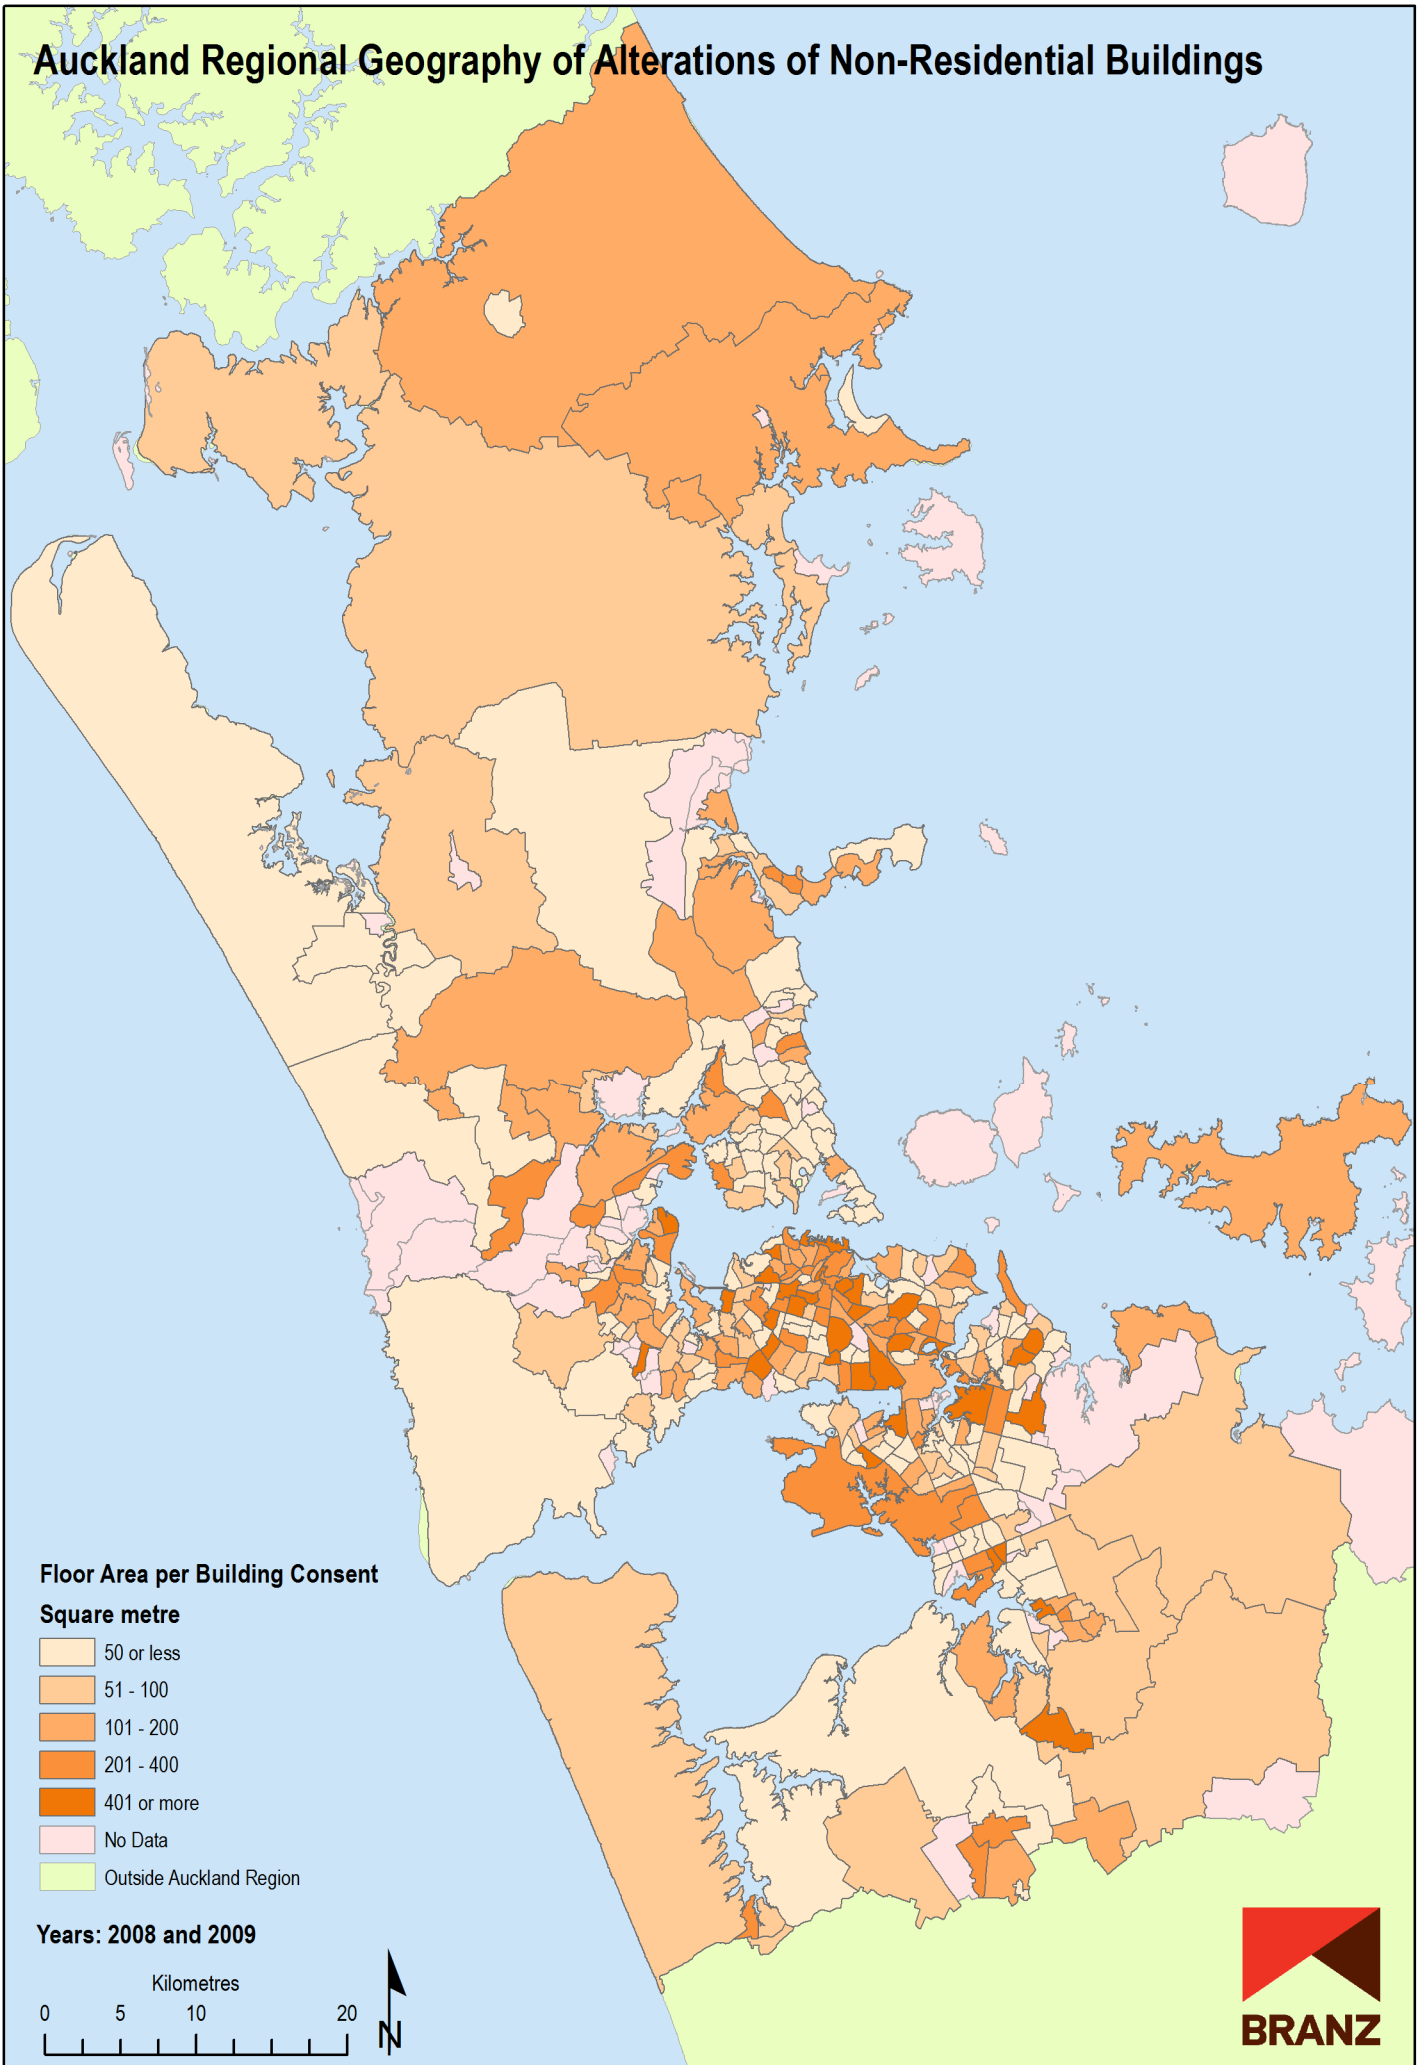 Auckland Regional Geography of Alterations of Non-Residential Buildings
Floor Area per Building Consent
Square metre
50 or less
51 - 100
101 - 200
201 - 400
401 or more
No Data
Outside Auckland Region
Years: 2008 and 2009
Kilometres
0 5 10 20
N
BRANZ